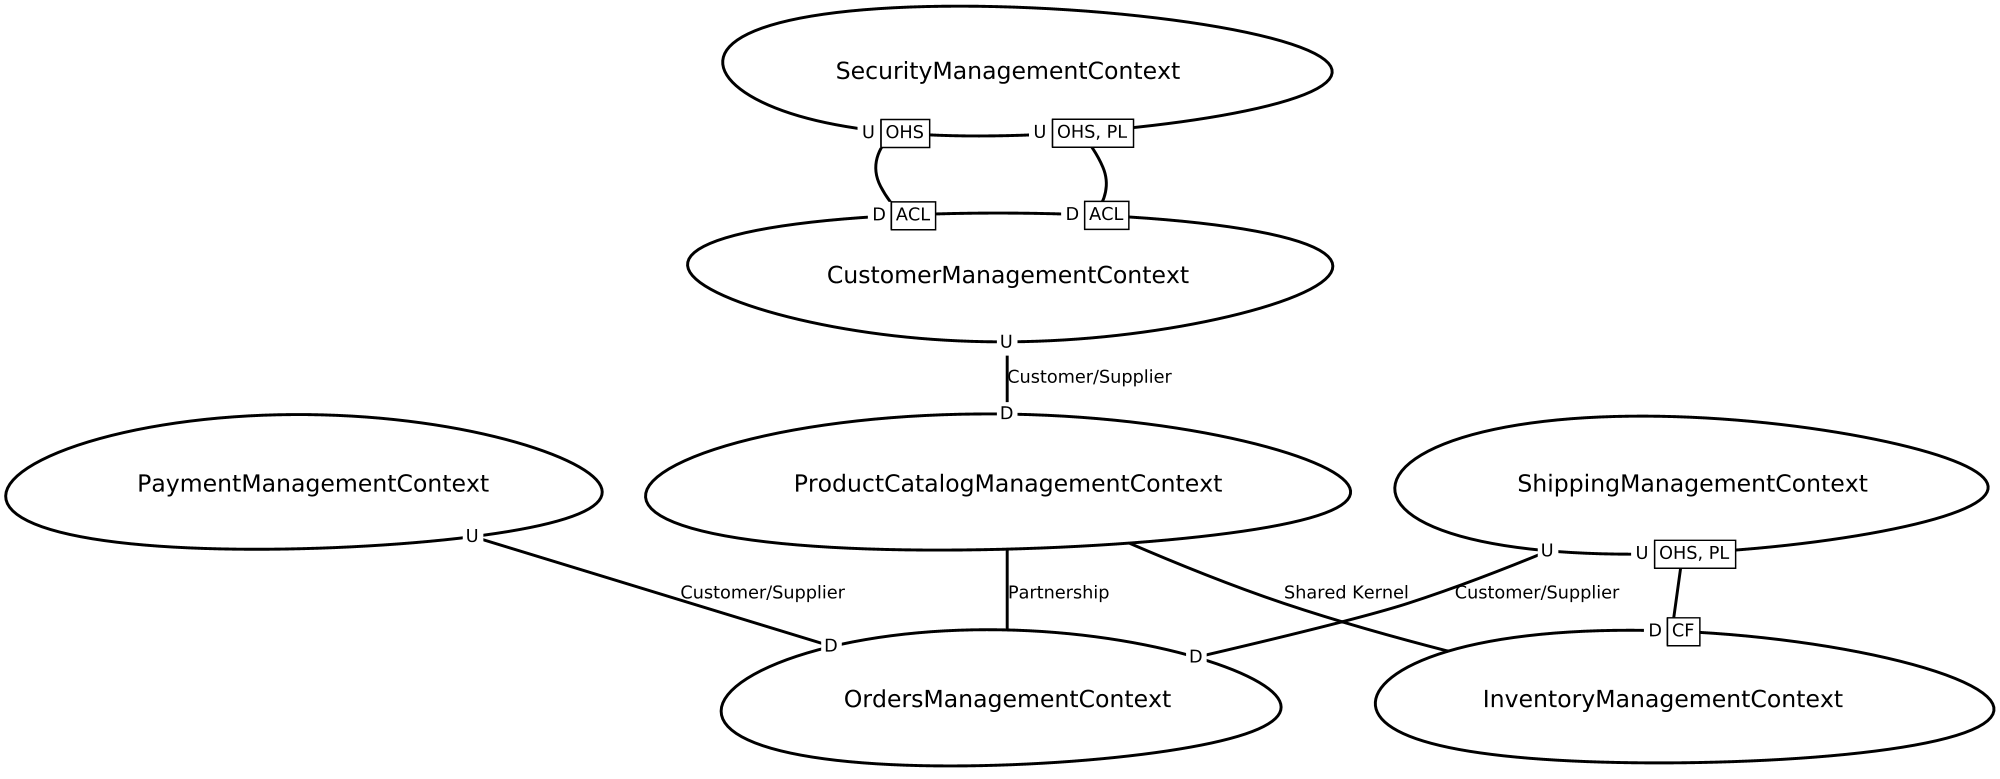 SecurityManagementContext
U OHS U OHS, PL
D ACL D ACL
CustomerManagementContext
U
Customer/Supplier
D
PaymentManagementContext ProductCatalogManagementContext ShippingManagementContext
U U U OHS, PL
Customer/Supplier Partnership Shared Kernel Customer/Supplier
D D D CF
OrdersManagementContext InventoryManagementContext